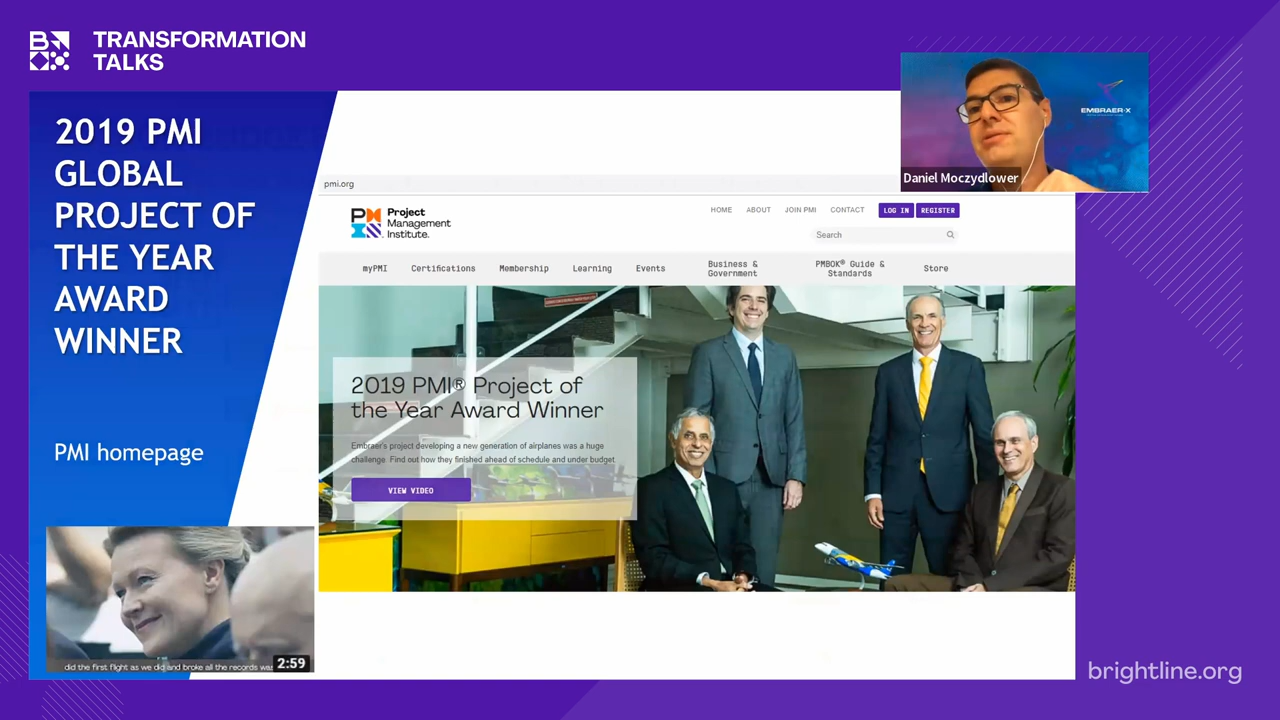 TRANSFORMATION
TALKS
2019 PMI
GLOBAL
PROJECT OF
THE YEAR
AWARD
WINNER
PMI homepage
did the first flight as we did and broke all the records was
2:59
pmi.org
Project
Management
Institute.
HOME ABOUT JOIN PMI CONTACT LOG IN REGISTER
Search
myPMI Certifications Membership Learning Events Business & Government PMBOK® Guide & Standards Store
2019 PMI® Project of
the Year Award Winner
Embraer's project developing a new generation of airplanes was a huge
challenge. Find out how they finished ahead of schedule and under budget
VIEW VIDEO
EMBRAER-X
Daniel Moczydlower
brightline.org